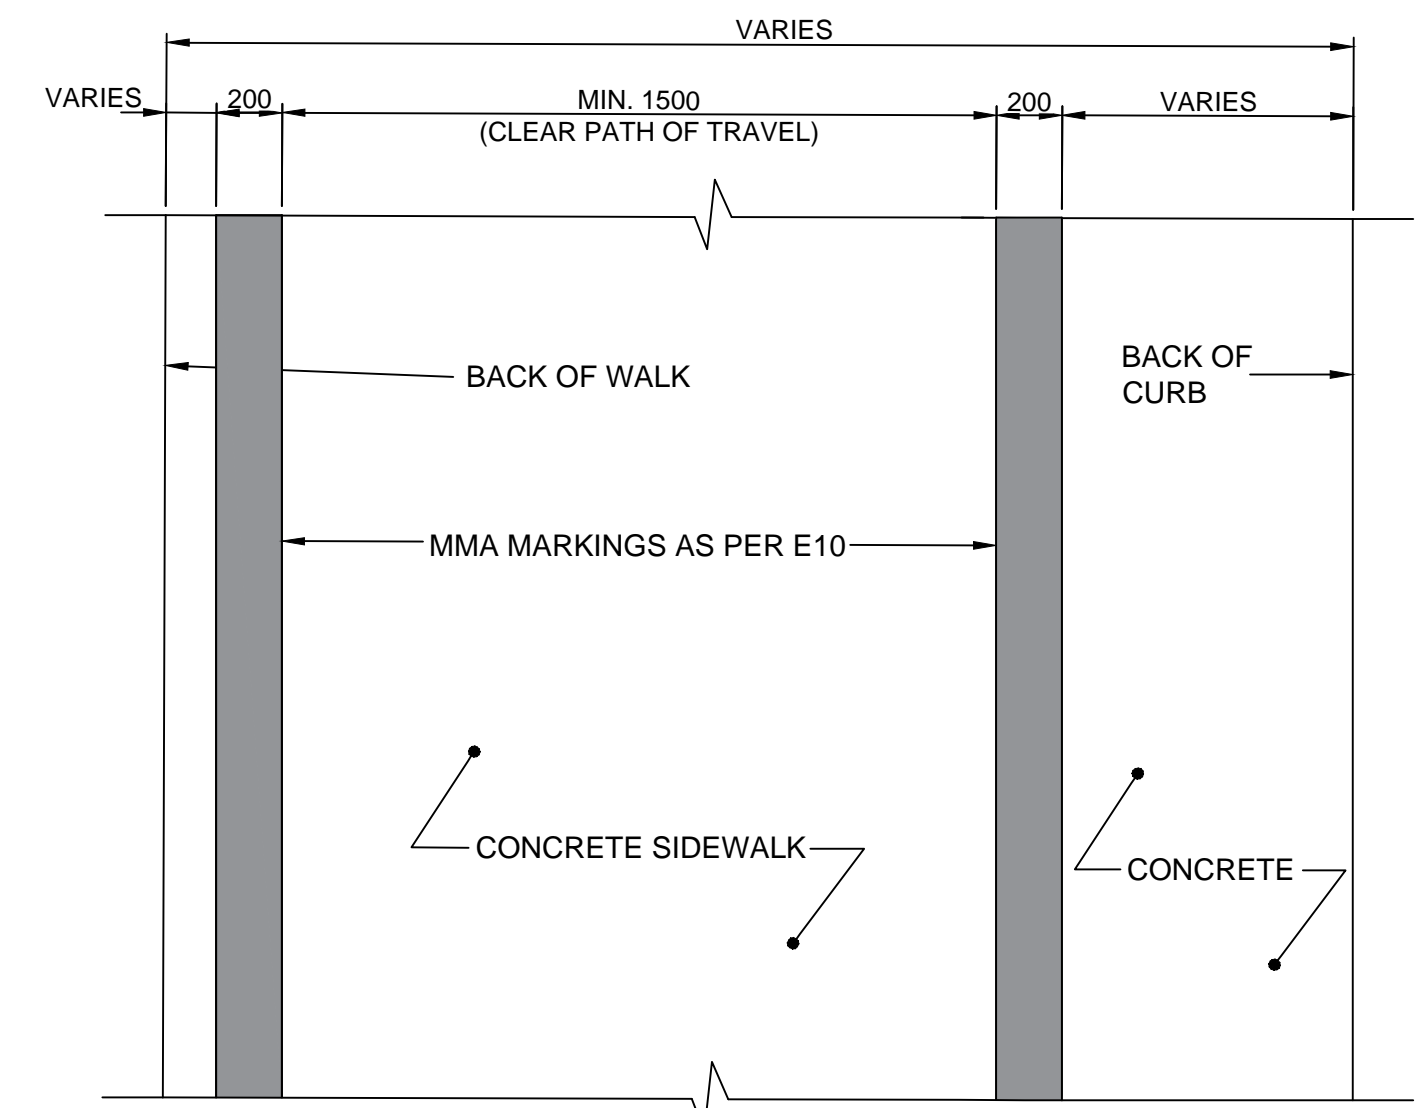 VARIES
VARIES
200
MIN. 1500
(CLEAR PATH OF TRAVEL)
200
VARIES
BACK OF WALK
BACK OF
CURB
MMA MARKINGS AS PER E10
CONCRETE SIDEWALK
CONCRETE